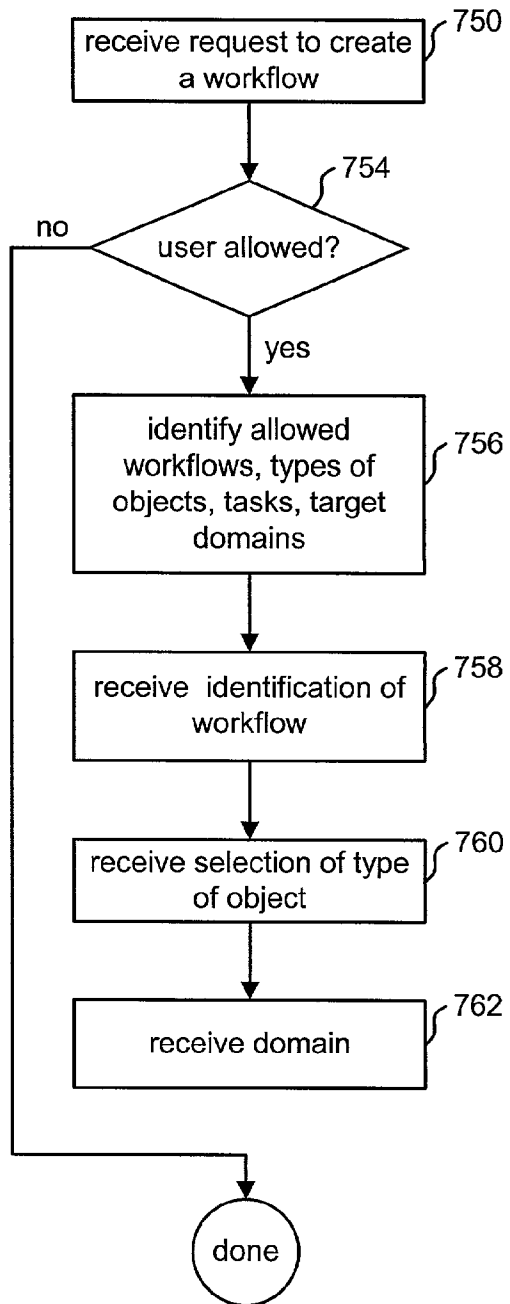 750
receive request to create
a workflow
754
no
user allowed?
yes
756
identify allowed
workflows, types of
objects, tasks, target
domains
758
receive identification of
workflow
760
receive selection of type
of object
762
receive domain
done